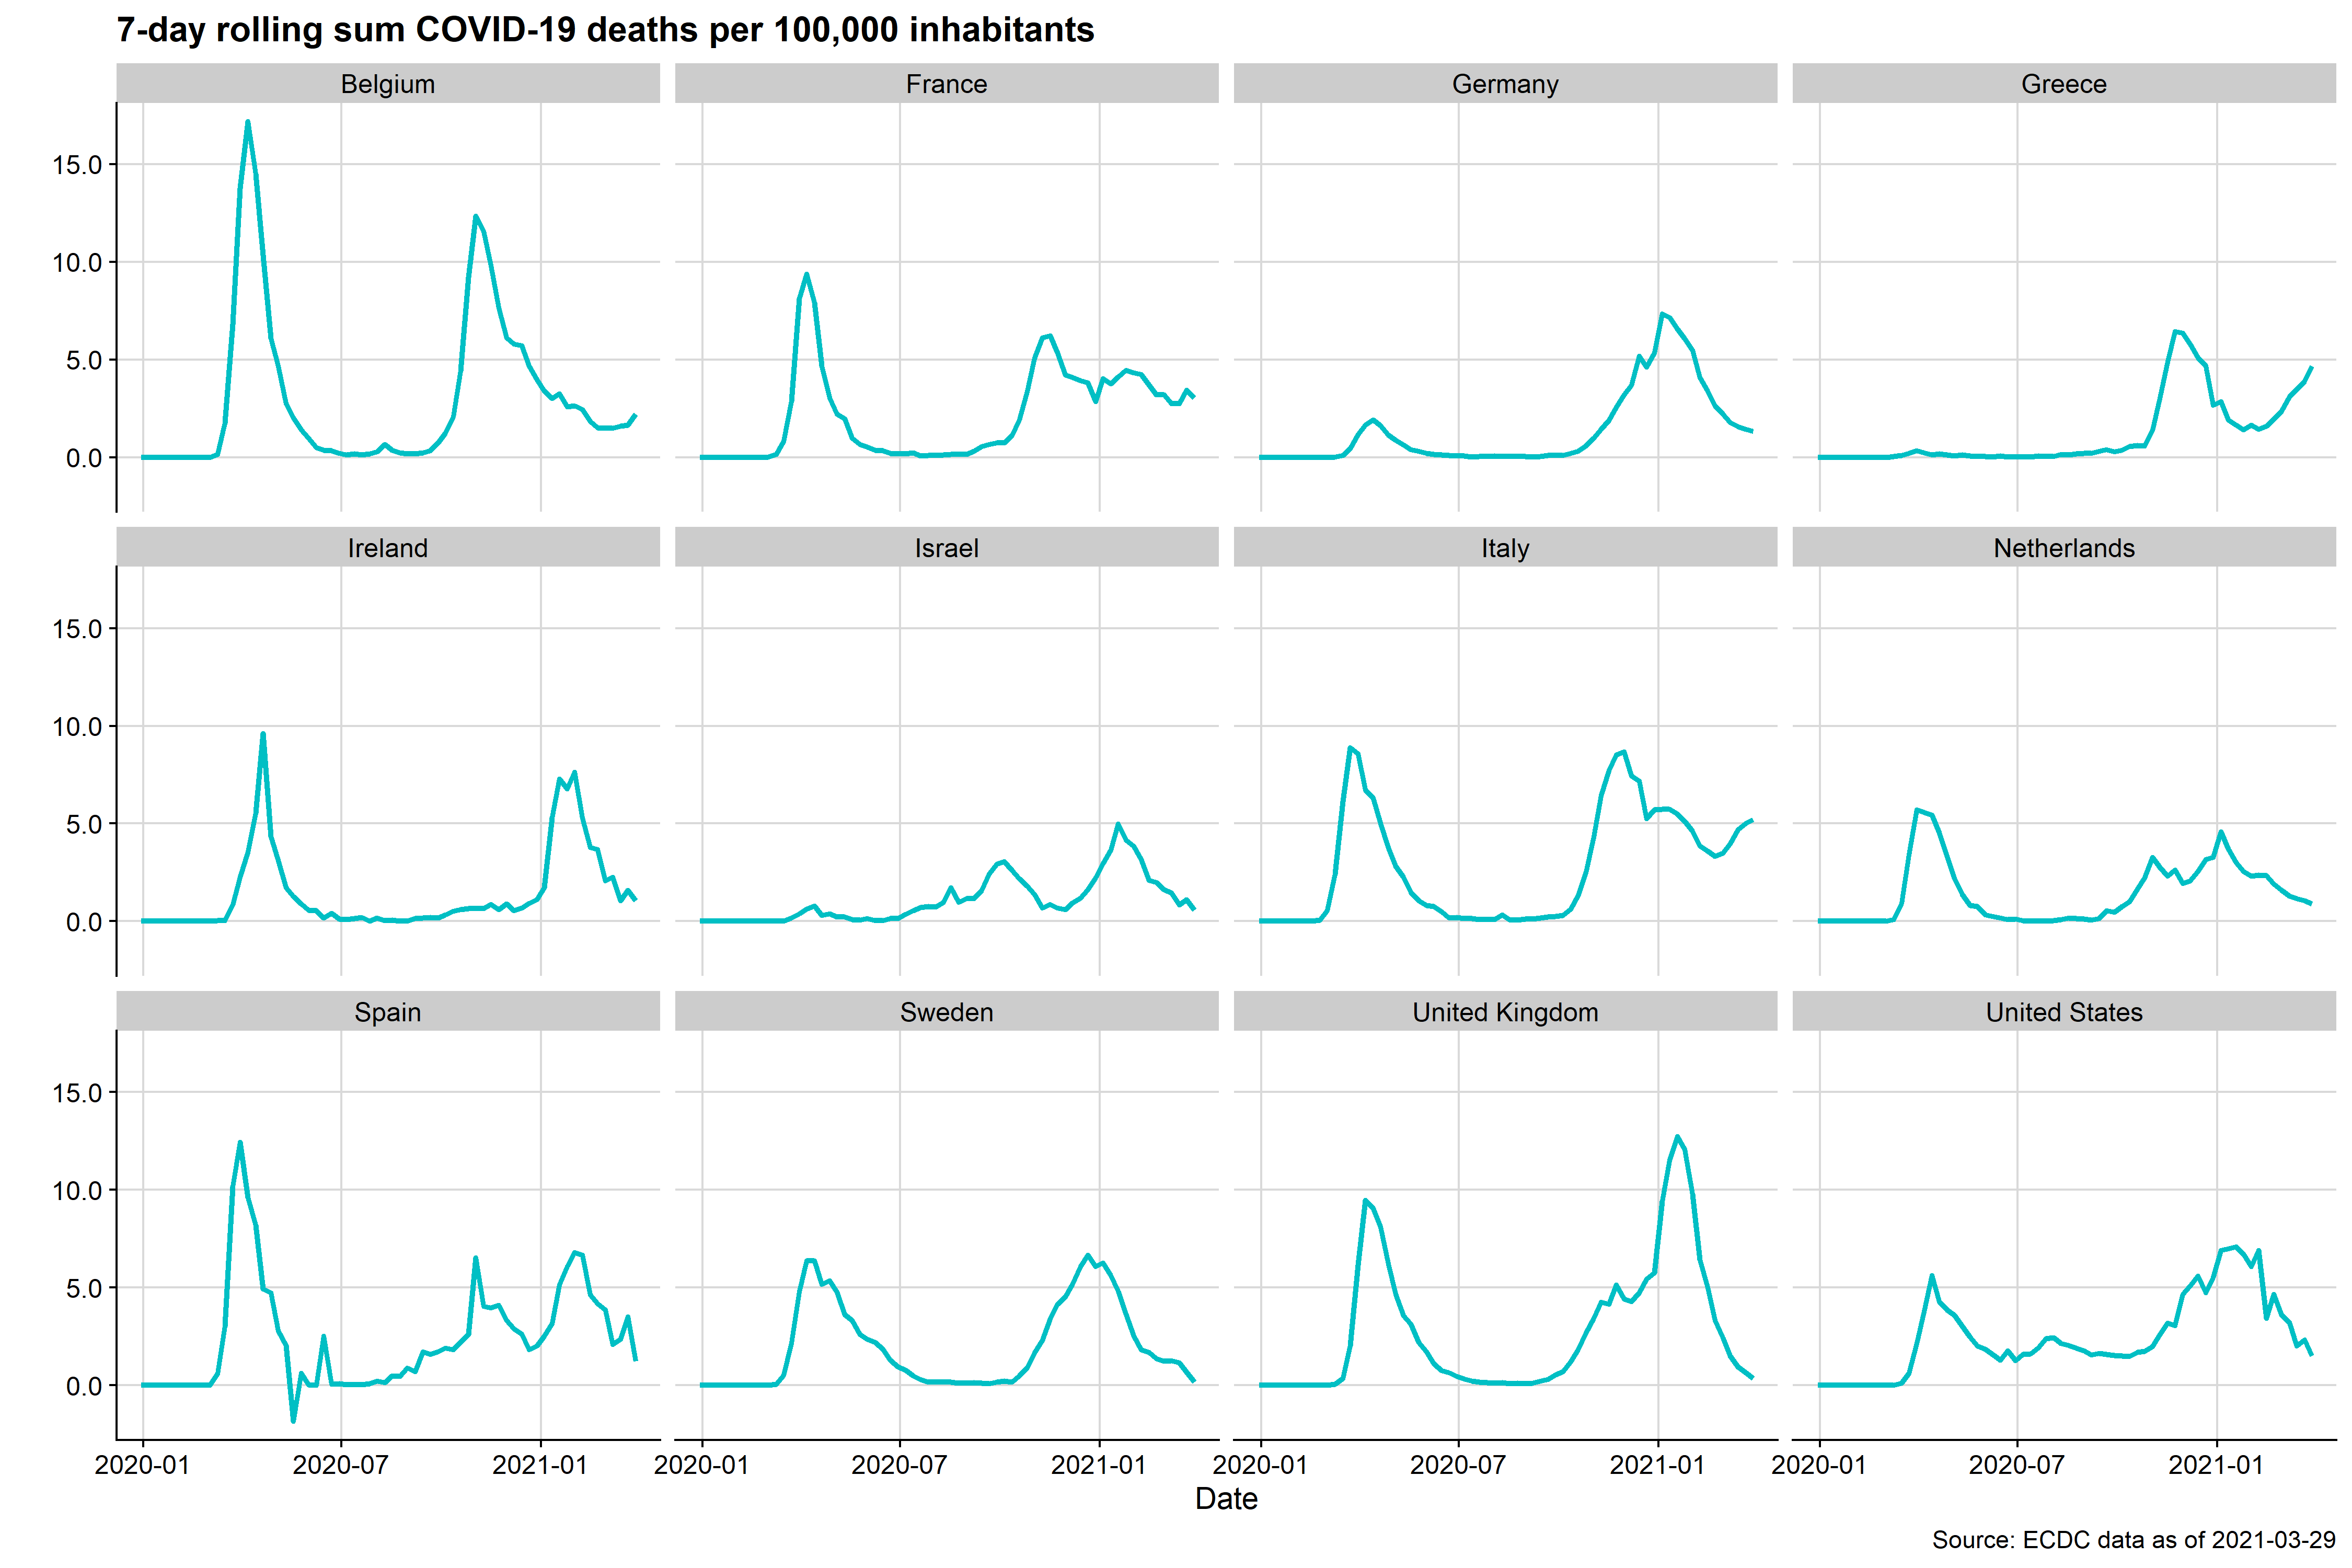 7-day rolling sum COVID-19 deaths per 100,000 inhabitants
Belgium France Germany Greece
15.0
10.0
5.0
0.0
Ireland Israel Italy Netherlands
15.0
10.0
5.0
0.0
Spain Sweden United Kingdom United States
15.0
10.0
5.0
0.0
2020-01 2020-07 2021-01 2020-01 2020-07 2021-01 2020-01 2020-07 2021-01 2020-01 2020-07 2021-01
Date
Source: ECDC data as of 2021-03-29